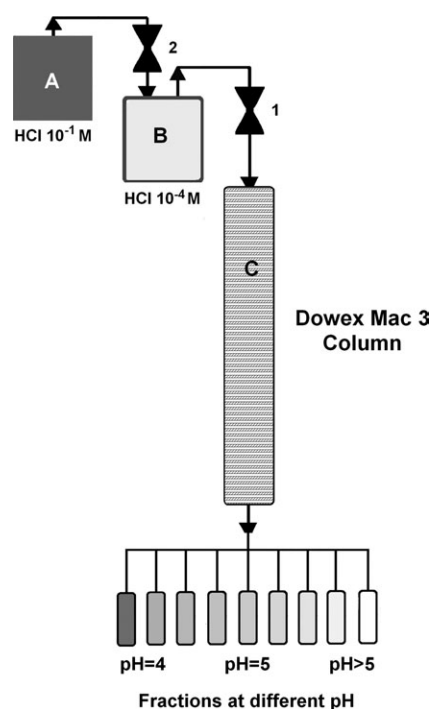 2
A
HCl 10⁻¹ M
B
1
HCl 10⁻⁴ M
C
Dowex Mac 3
Column
pH=4 pH=5 pH>5
Fractions at different pH